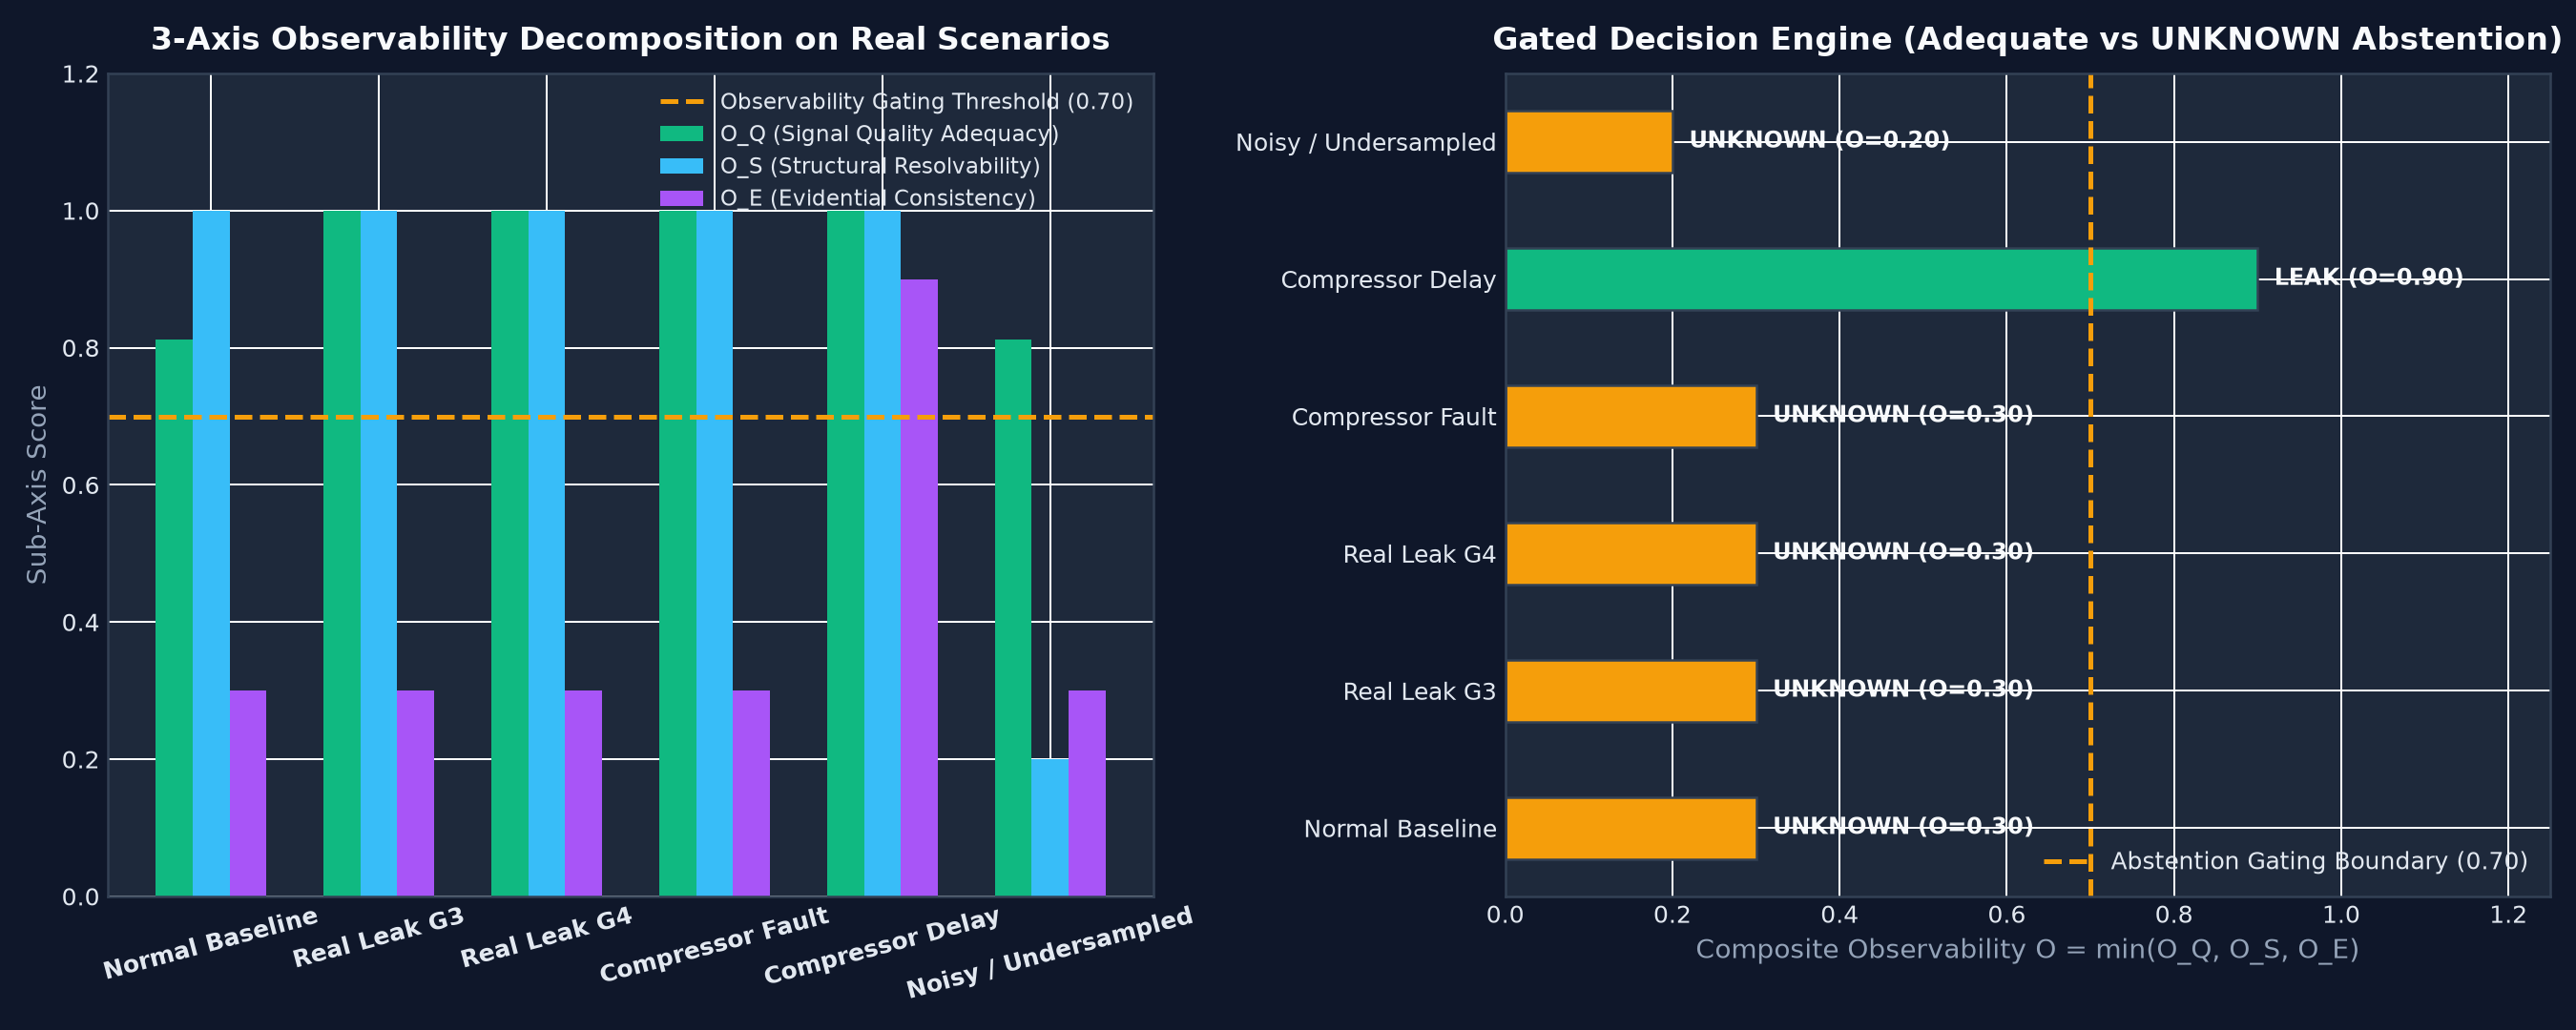 3-Axis Observability Decomposition on Real Scenarios
Sub-Axis Score
1.2
1.0
0.8
0.6
0.4
0.2
0.0
Observability Gating Threshold (0.70)
O_Q (Signal Quality Adequacy)
O_S (Structural Resolvability)
O_E (Evidential Consistency)
Normal Baseline
Real Leak G3
Real Leak G4
Compressor Fault
Compressor Delay
Noisy / Undersampled
Gated Decision Engine (Adequate vs UNKNOWN Abstention)
Noisy / Undersampled
UNKNOWN (O=0.20)
Compressor Delay
LEAK (O=0.90)
Compressor Fault
UNKNOWN (O=0.30)
Real Leak G4
UNKNOWN (O=0.30)
Real Leak G3
UNKNOWN (O=0.30)
Normal Baseline
UNKNOWN (O=0.30)
Abstention Gating Boundary (0.70)
0.0 0.2 0.4 0.6 0.8 1.0 1.2
Composite Observability O = min(O_Q, O_S, O_E)